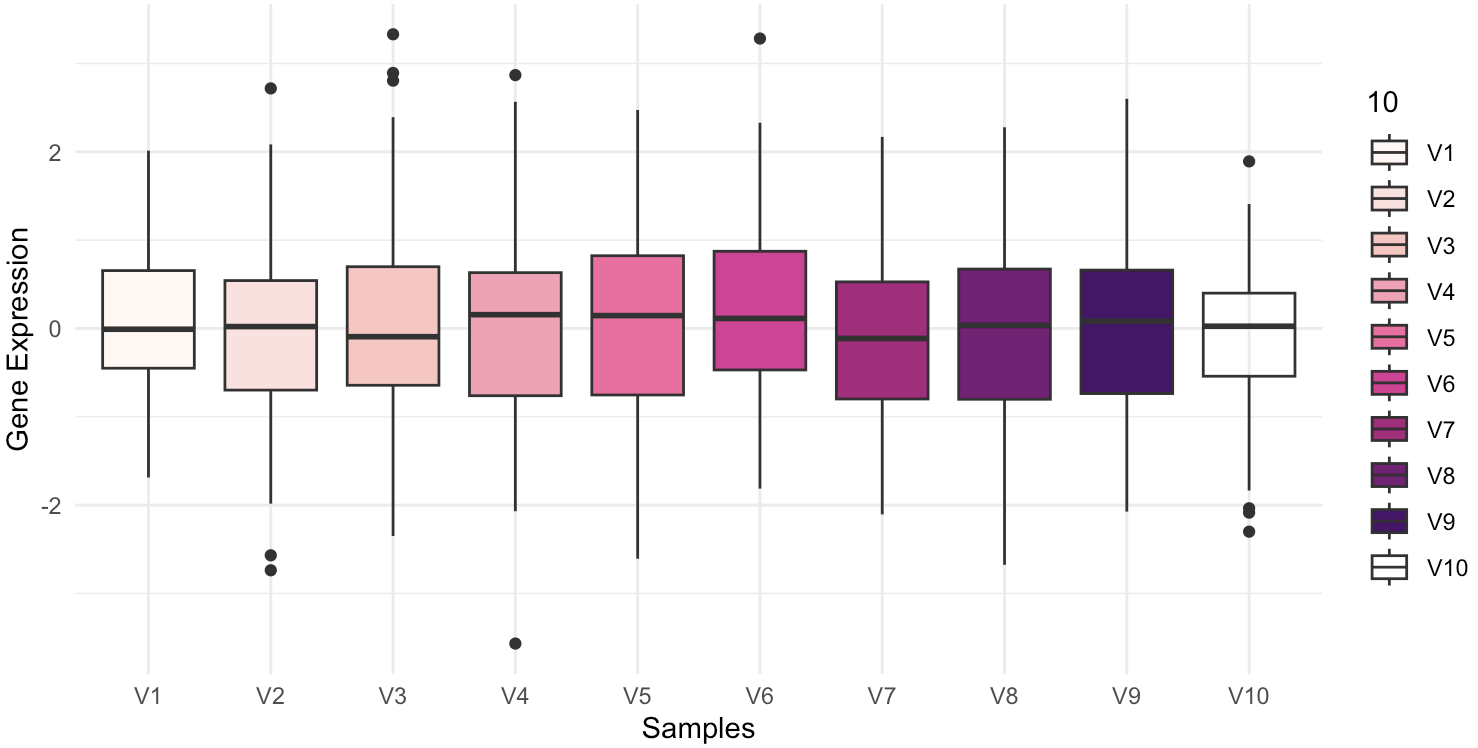 Gene Expression
2
0
-2
V1 V2 V3 V4 V5 V6 V7 V8 V9 V10
Samples
10
V1
V2
V3
V4
V5
V6
V7
V8
V9
V10